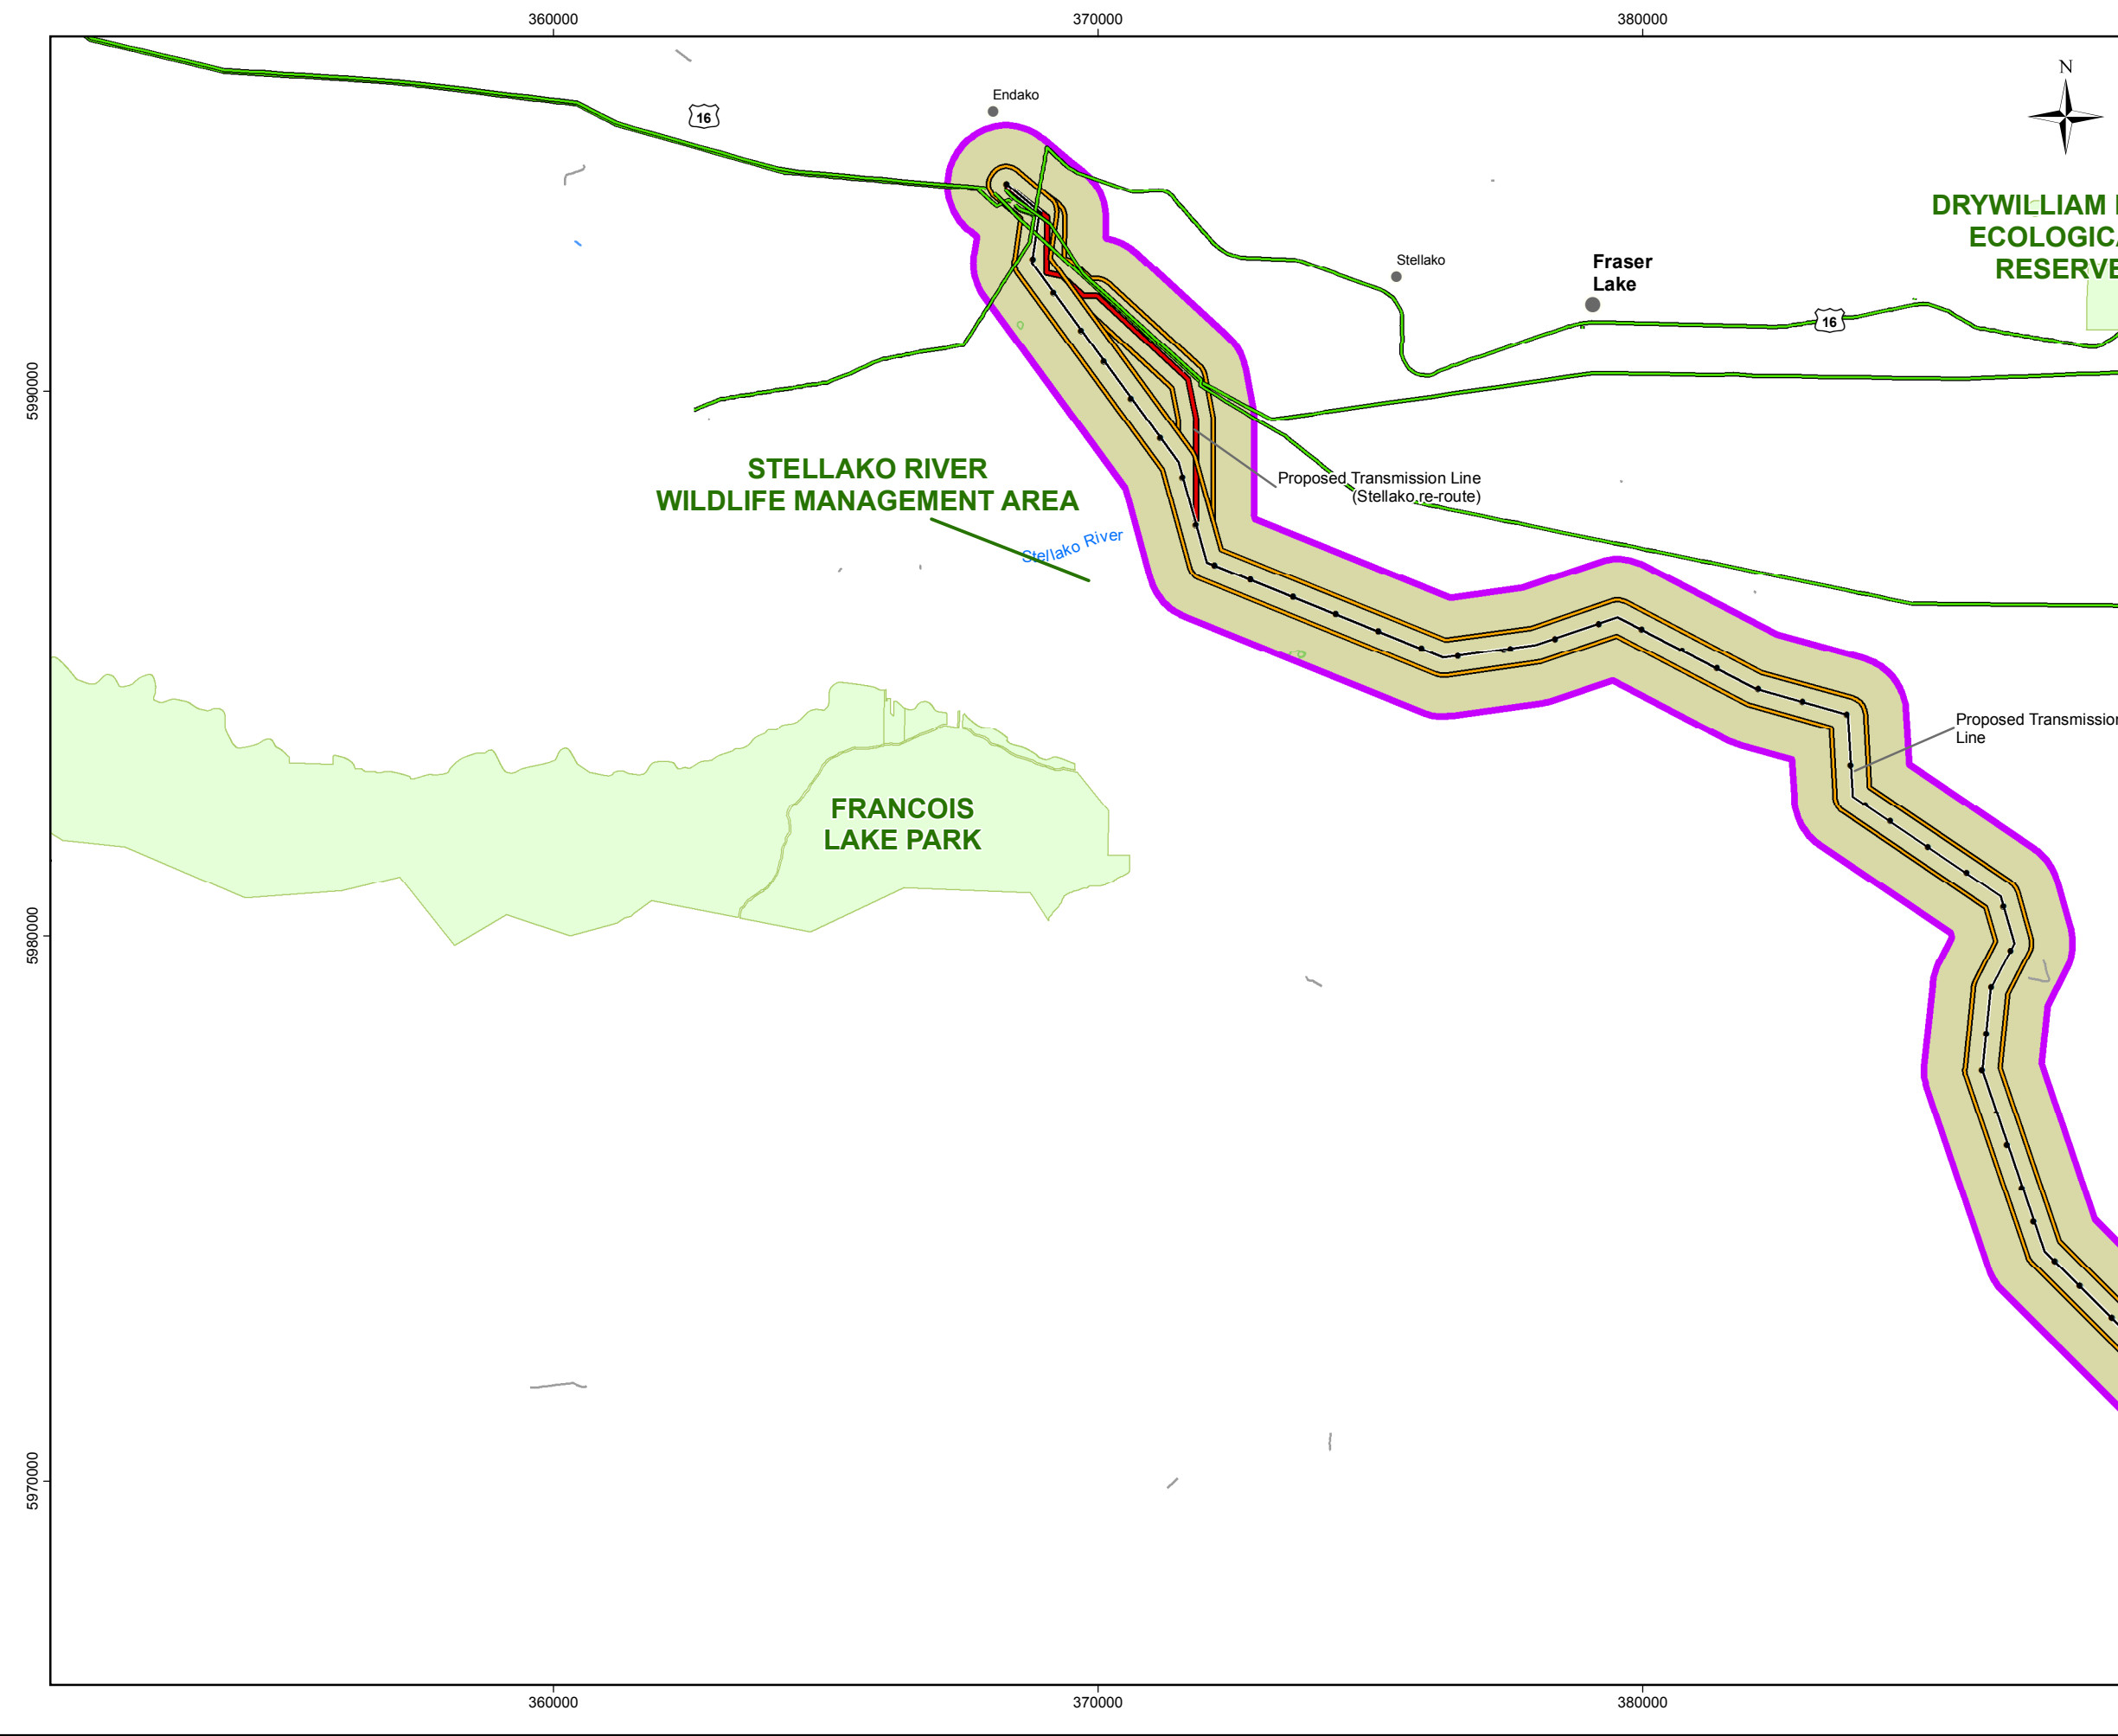 360000
370000
380000
N
Endako
16
DRYWILLIAM
ECOLOGICA
RESERVE
Stellako
Fraser
Lake
16
5990000
STELLAKO RIVER
WILDLIFE MANAGEMENT AREA
Proposed Transmission Line
(Stellako re-route)
Stellako River
Proposed Transmission
Line
FRANCOIS
LAKE PARK
5980000
5970000
360000
370000
380000